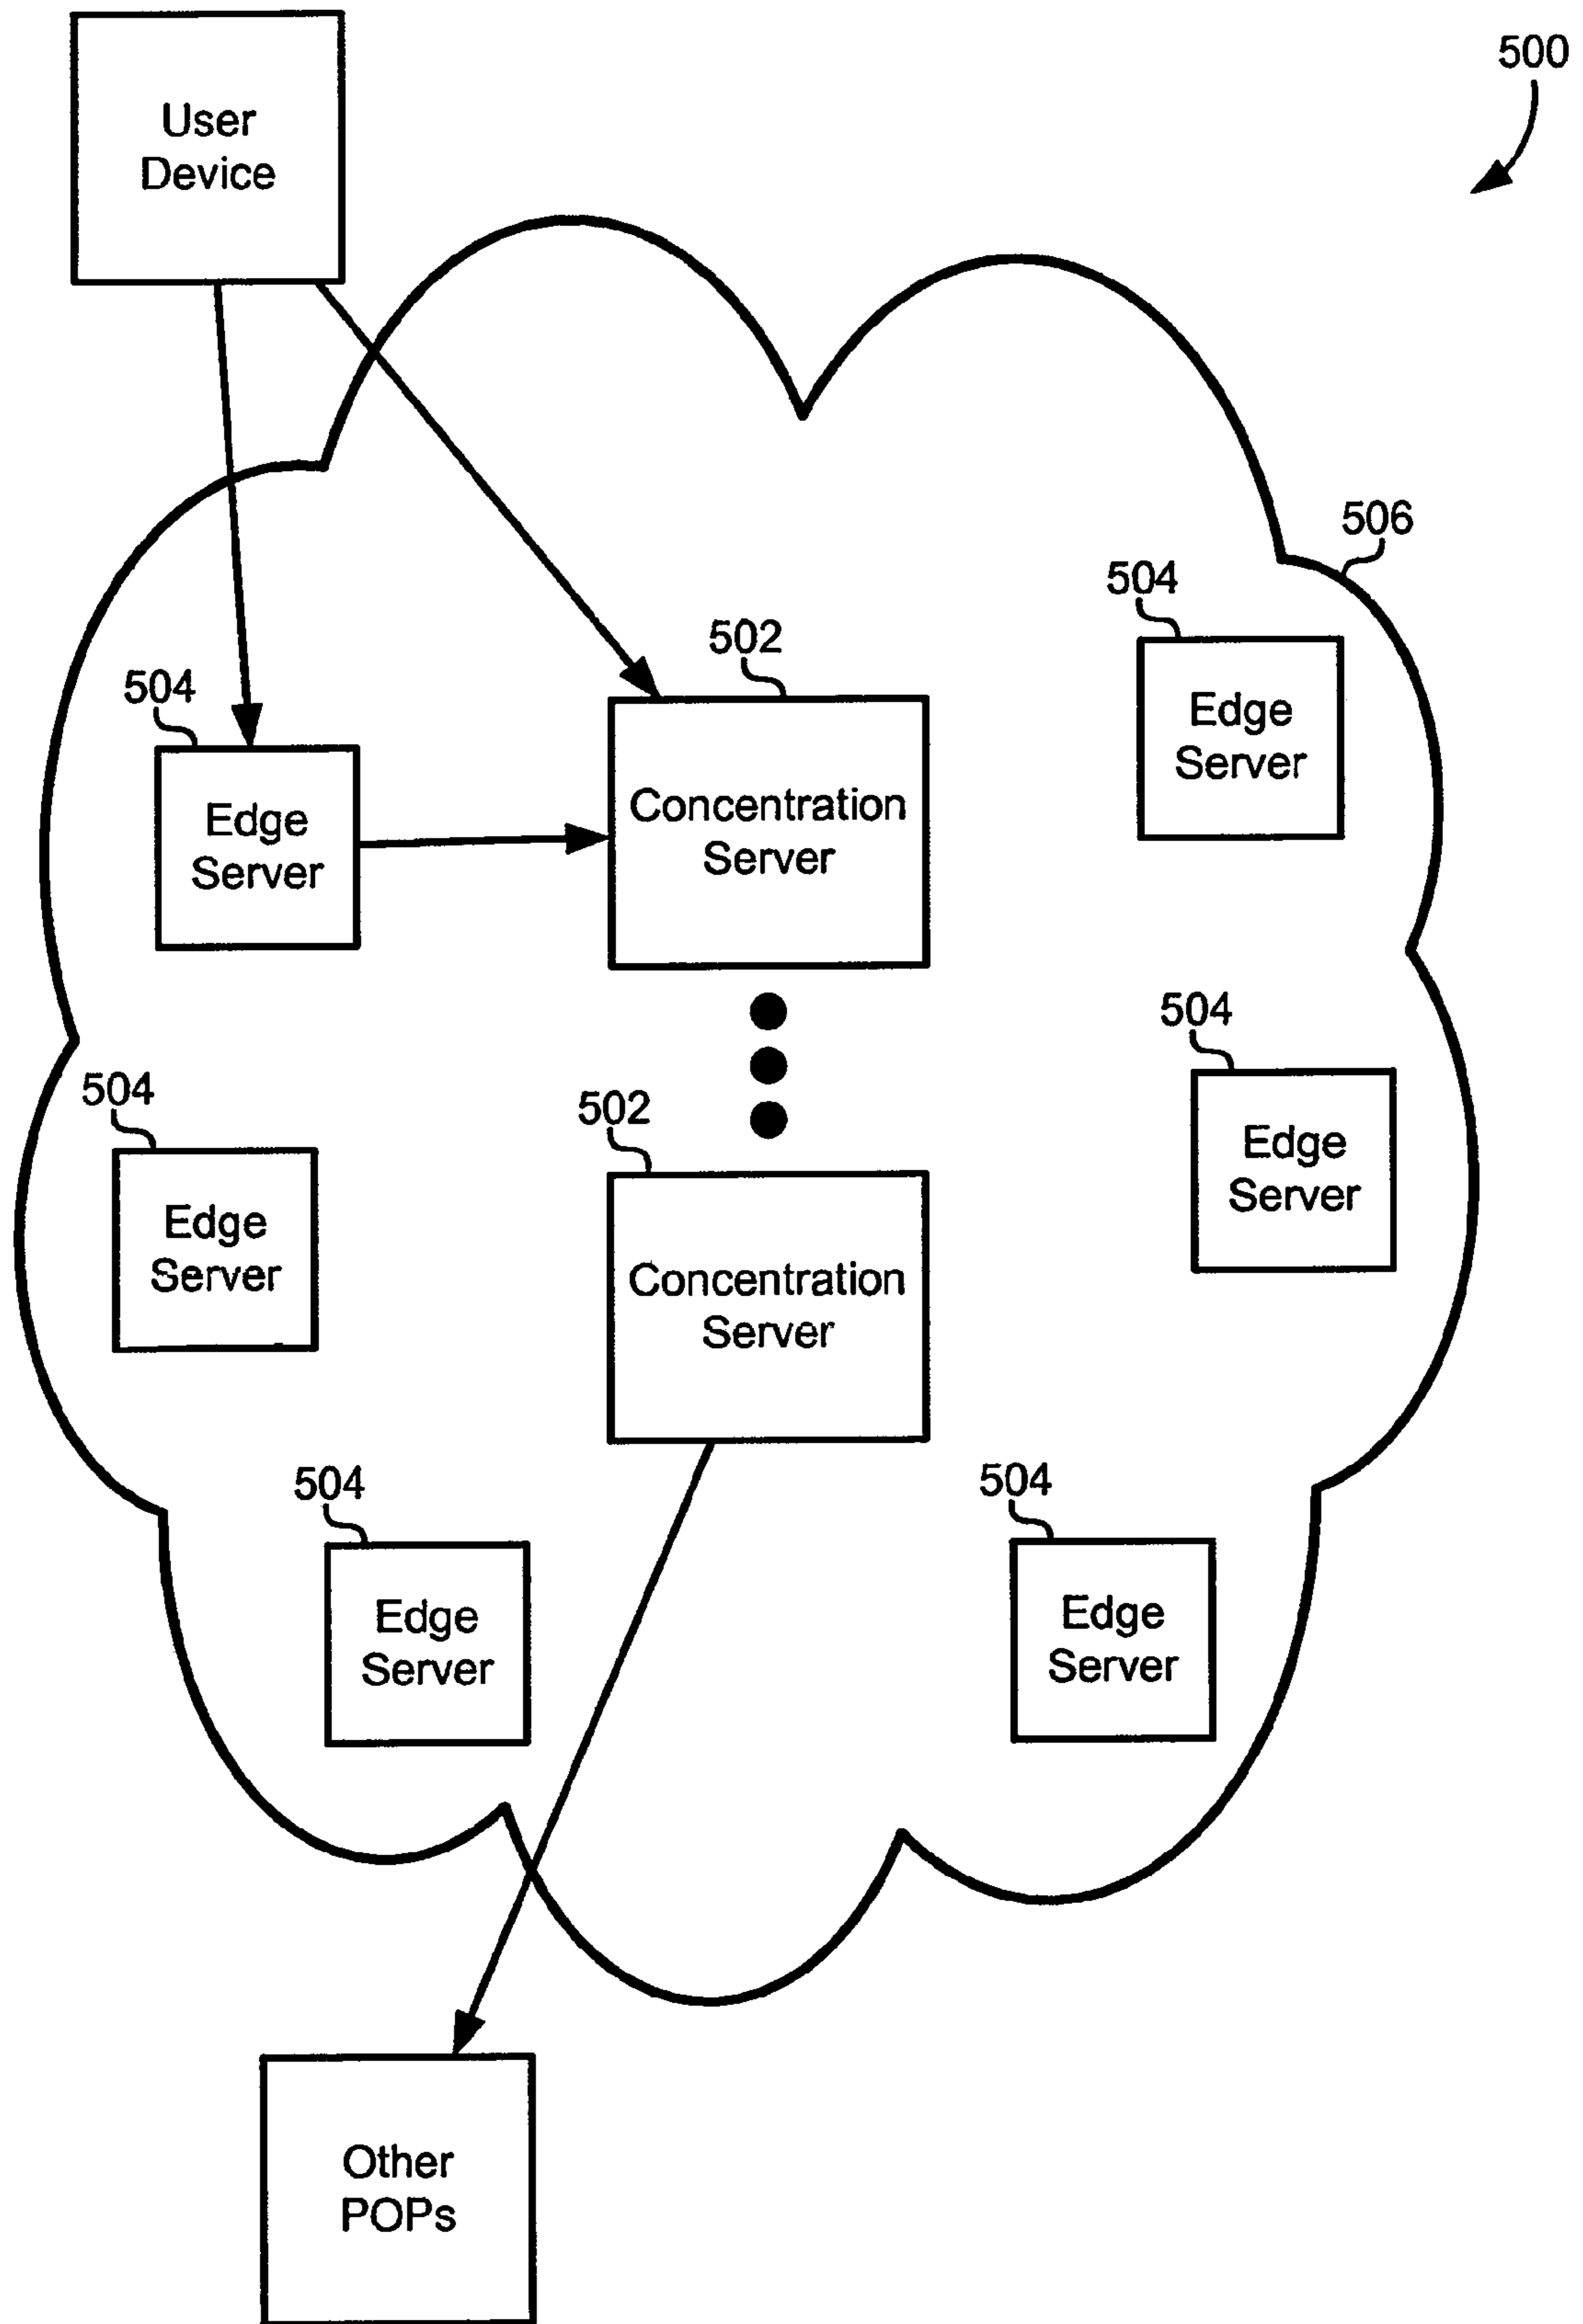 500
User
Device
506
504
502
504
Edge
Server
Edge
Server
Concentration
Server
504
504
502
Edge
Server
Edge
Server
Concentration
Server
504
504
Edge
Server
Edge
Server
Other
POPs